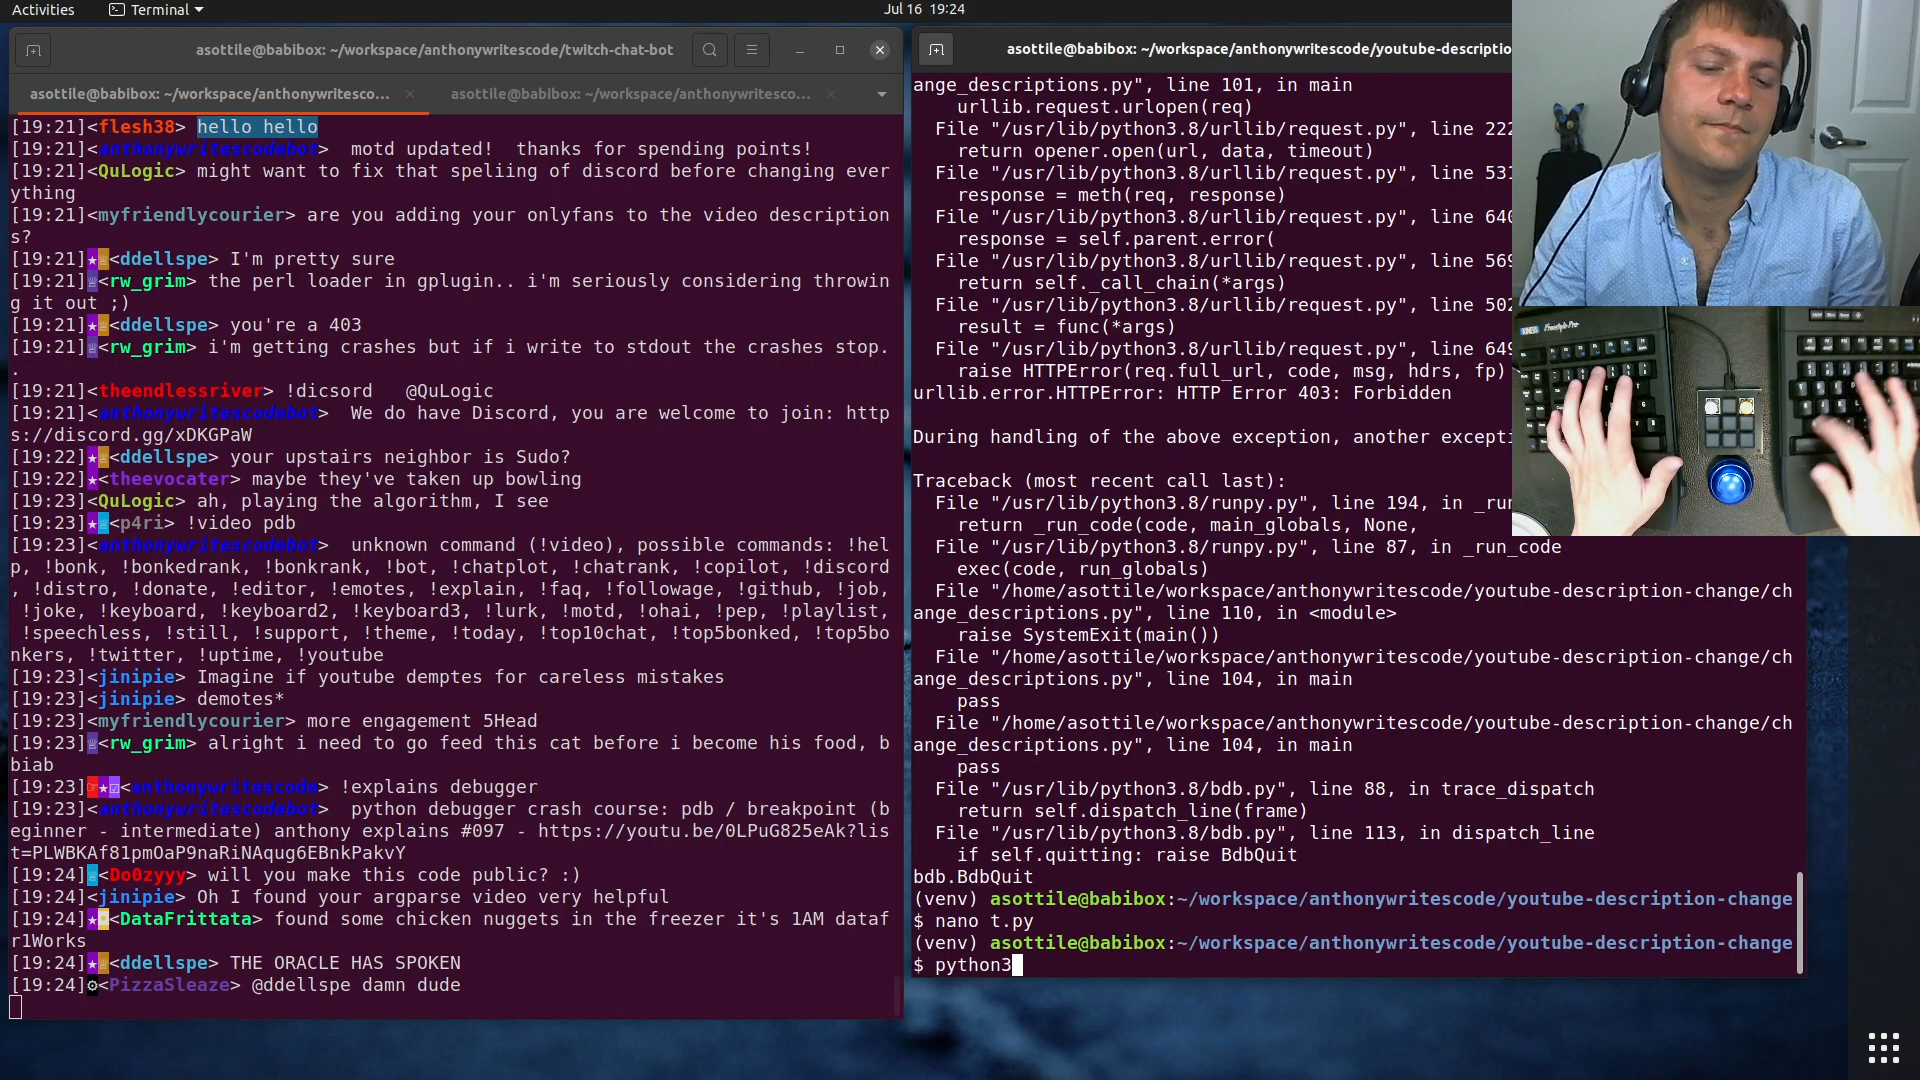 Activities
Terminal
Jul 16  19:24
asottile@babibox: ~/workspace/anthonywritescode/twitch-chat-bot
asottile@babibox: ~/workspace/anthonywritesco...
asottile@babibox: ~/workspace/anthonywritesco...
[19:21]<flesh38> hello hello
[19:21]<anthonywritescodebot>  motd updated!  thanks for spending points!
[19:21]<QuLogic> might want to fix that speliing of discord before changing ever
ything
[19:21]<myfriendlycourier> are you adding your onlyfans to the video description
s?
[19:21]★♕<ddellspe> I'm pretty sure
[19:21]♕<rw_grim> the perl loader in gplugin.. i'm seriously considering throwin
g it out ;)
[19:21]★♕<ddellspe> you're a 403
[19:21]♕<rw_grim> i'm getting crashes but if i write to stdout the crashes stop.
.
[19:21]<theendlessriver> !dicsord   @QuLogic
[19:21]<anthonywritescodebot>  We do have Discord, you are welcome to join: http
s://discord.gg/xDKGPaW
[19:22]★♕<ddellspe> your upstairs neighbor is Sudo?
[19:22]★<theevocater> maybe they've taken up bowling
[19:23]<QuLogic> ah, playing the algorithm, I see
[19:23]★♕<p4ri> !video pdb
[19:23]<anthonywritescodebot>  unknown command (!video), possible commands: !hel
p, !bonk, !bonkedrank, !bonkrank, !bot, !chatplot, !chatrank, !copilot, !discord
, !distro, !donate, !editor, !emotes, !explain, !faq, !followage, !github, !job,
 !joke, !keyboard, !keyboard2, !keyboard3, !lurk, !motd, !ohai, !pep, !playlist,
 !speechless, !still, !support, !theme, !today, !top10chat, !top5bonked, !top5bo
nkers, !twitter, !uptime, !youtube
[19:23]<jinipie> Imagine if youtube demptes for careless mistakes
[19:23]<jinipie> demotes*
[19:23]<myfriendlycourier> more engagement 5Head
[19:23]♕<rw_grim> alright i need to go feed this cat before i become his food, b
biab
[19:23]☞★☑<anthonywritescode> !explains debugger
[19:23]<anthonywritescodebot>  python debugger crash course: pdb / breakpoint (b
eginner - intermediate) anthony explains #097 - https://youtu.be/0LPuG825eAk?lis
t=PLWBKAf81pmOaP9naRiNAqug6EBnkPakvY
[19:24]♕<Do0zyyy> will you make this code public? :)
[19:24]<jinipie> Oh I found your argparse video very helpful
[19:24]★<DataFrittata> found some chicken nuggets in the freezer it's 1AM dataf
r1Works
[19:24]★♕<ddellspe> THE ORACLE HAS SPOKEN
[19:24]⚙<PizzaSleaze> @ddellspe damn dude
asottile@babibox: ~/workspace/anthonywritescode/youtube-descriptio
ange_descriptions.py", line 101, in main
    urllib.request.urlopen(req)
  File "/usr/lib/python3.8/urllib/request.py", line 222
    return opener.open(url, data, timeout)
  File "/usr/lib/python3.8/urllib/request.py", line 531
    response = meth(req, response)
  File "/usr/lib/python3.8/urllib/request.py", line 640
    response = self.parent.error(
  File "/usr/lib/python3.8/urllib/request.py", line 569
    return self._call_chain(*args)
  File "/usr/lib/python3.8/urllib/request.py", line 502
    result = func(*args)
  File "/usr/lib/python3.8/urllib/request.py", line 649
    raise HTTPError(req.full_url, code, msg, hdrs, fp)
urllib.error.HTTPError: HTTP Error 403: Forbidden
During handling of the above exception, another excepti
Traceback (most recent call last):
  File "/usr/lib/python3.8/runpy.py", line 194, in _run
    return _run_code(code, main_globals, None,
  File "/usr/lib/python3.8/runpy.py", line 87, in _run_code
    exec(code, run_globals)
  File "/home/asottile/workspace/anthonywritescode/youtube-description-change/ch
ange_descriptions.py", line 110, in <module>
    raise SystemExit(main())
  File "/home/asottile/workspace/anthonywritescode/youtube-description-change/ch
ange_descriptions.py", line 104, in main
    pass
  File "/home/asottile/workspace/anthonywritescode/youtube-description-change/ch
ange_descriptions.py", line 104, in main
    pass
  File "/usr/lib/python3.8/bdb.py", line 88, in trace_dispatch
    return self.dispatch_line(frame)
  File "/usr/lib/python3.8/bdb.py", line 113, in dispatch_line
    if self.quitting: raise BdbQuit
bdb.BdbQuit
(venv) asottile@babibox:~/workspace/anthonywritescode/youtube-description-change
$ nano t.py
(venv) asottile@babibox:~/workspace/anthonywritescode/youtube-description-change
$ python3
Freestyle Pro